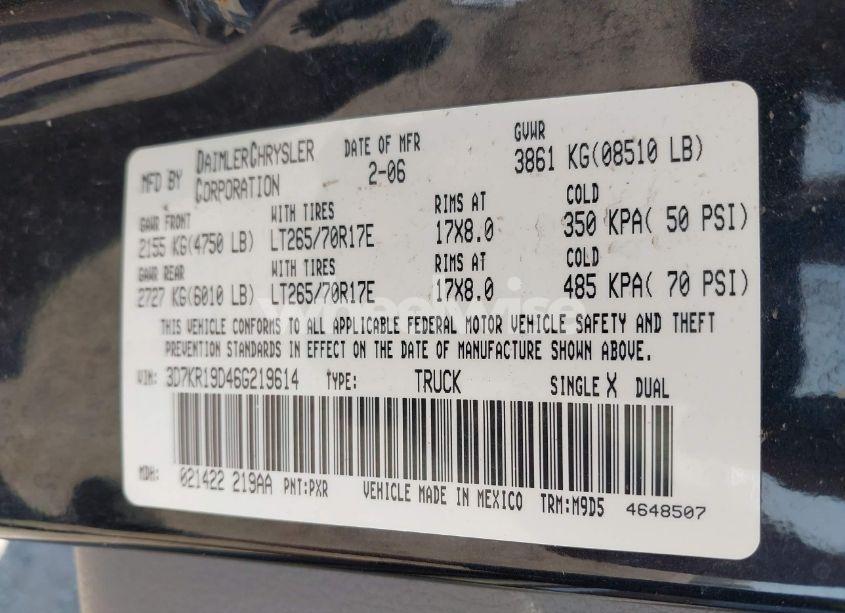 MFD BY DAIMLERCHRYSLER CORPORATION DATE OF MFR 2-06 GVWR 3861 KG(08510 LB)
GAWR FRONT WITH TIRES RIMS AT COLD
2155 KG(4750 LB) LT265/70R17E 17X8.0 350 KPA( 50 PSI)
GAWR REAR WITH TIRES RIMS AT COLD
2727 KG(6010 LB) LT265/70R17E 17X8.0 485 KPA( 70 PSI)
THIS VEHICLE CONFORMS TO ALL APPLICABLE FEDERAL MOTOR VEHICLE SAFETY AND THEFT
PREVENTION STANDARDS IN EFFECT ON THE DATE OF MANUFACTURE SHOWN ABOVE.
VIN: 3D7KR19D46G219614 TYPE: TRUCK SINGLE X DUAL
MDH: 021422 219AA PNT:PXR VEHICLE MADE IN MEXICO TRM:M9D5 4648507